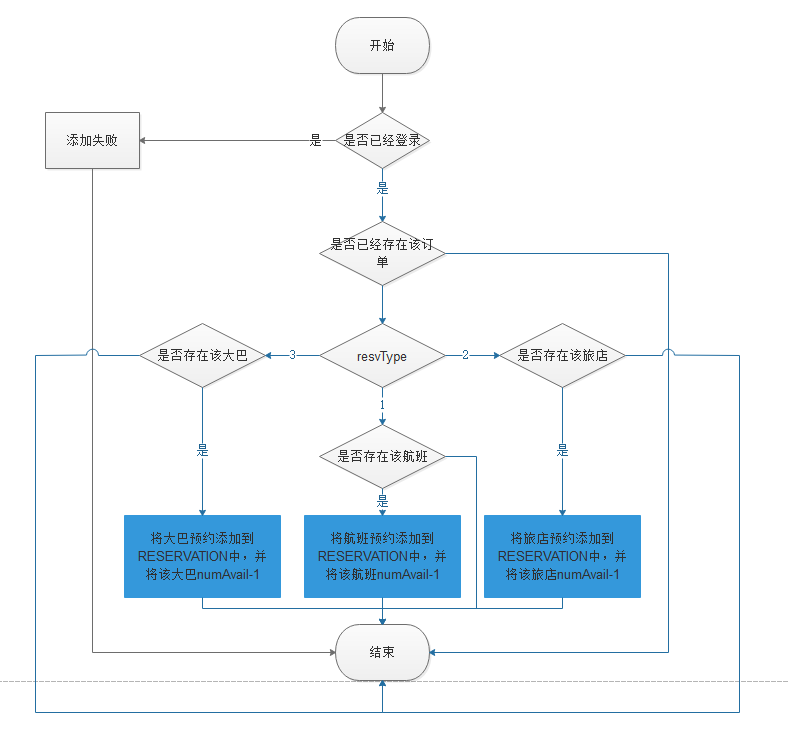 开始
添加失败
是
是否已经登录
是
是否已经存在该订
单
是否存在该大巴
3
resvType
2
是否存在该旅店
1
是否存在该航班
是
是
是
将大巴预约添加到
RESERVATION中，并
将该大巴numAvail-1
将航班预约添加到
RESERVATION中，并
将该航班numAvail-1
将旅店预约添加到
RESERVATION中，并
将该旅店numAvail-1
结束